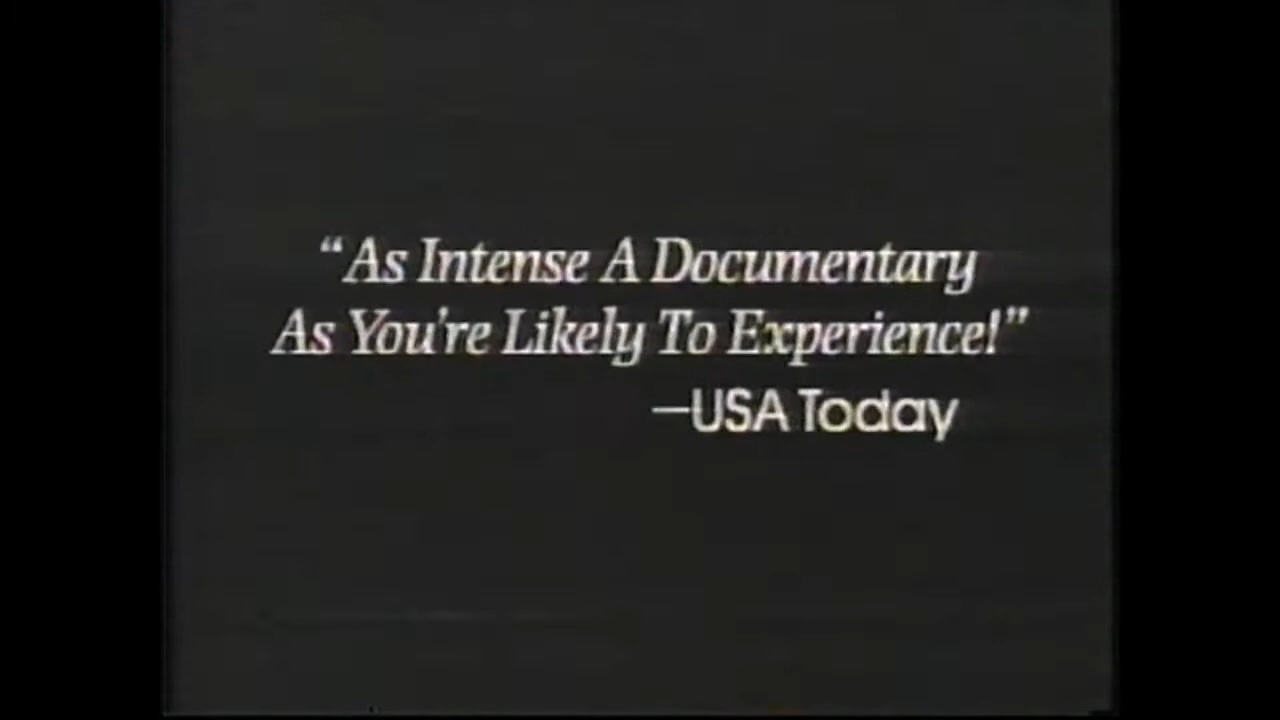 “As Intense A Documentary
As You're Likely To Experience!”
—USA Today